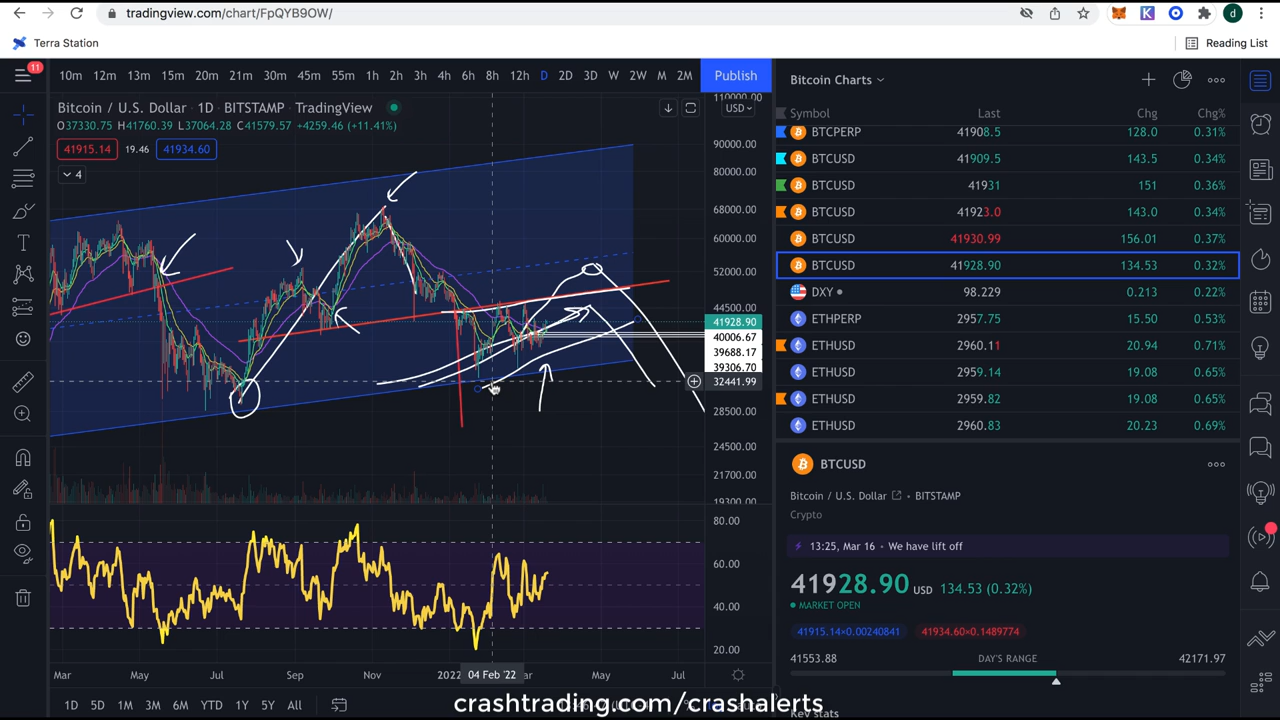 tradingview.com/chart/FpQYB9OW/
d
Terra Station
Reading List
11
10m 12m 13m 15m 20m 21m 30m 45m 55m 1h 2h 3h 4h 6h 8h 12h D 2D 3D W 2W M 2M
Publish
Bitcoin Charts
Bitcoin / U.S. Dollar · 1D · BITSTAMP · TradingView
O37330.75 H41760.39 L37064.28 C41579.57 +4259.46 (+11.41%)
41915.14 19.46 41934.60
4
110000.00
USD
90000.00
80000.00
68000.00
60000.00
52000.00
44500.00
41928.90
40006.67
39688.17
39306.70
32441.99
28500.00
24500.00
21700.00
19300.00
80.00
60.00
40.00
20.00
Mar May Jul Sep Nov 2022 04 Feb '22 May Jul
1D 5D 1M 3M 6M YTD 1Y 5Y All
Symbol Last Chg Chg%
BTCPERP 41908.5 128.0 0.31%
BTCUSD 41909.5 143.5 0.34%
BTCUSD 41931 151 0.36%
BTCUSD 41923.0 143.0 0.34%
BTCUSD 41930.99 156.01 0.37%
BTCUSD 41928.90 134.53 0.32%
DXY 98.229 0.213 0.22%
ETHPERP 2957.75 15.50 0.53%
ETHUSD 2960.11 20.94 0.71%
ETHUSD 2959.14 19.08 0.65%
ETHUSD 2959.82 19.08 0.65%
ETHUSD 2960.83 20.23 0.69%
BTCUSD
Bitcoin / U.S. Dollar • BITSTAMP
Crypto
13:25, Mar 16 • We have lift off
41928.90 USD 134.53 (0.32%)
MARKET OPEN
41915.14×0.00240841 41934.60×0.1489774
41553.88 DAY'S RANGE 42171.97
Key stats
crashtrading.com/crashalerts